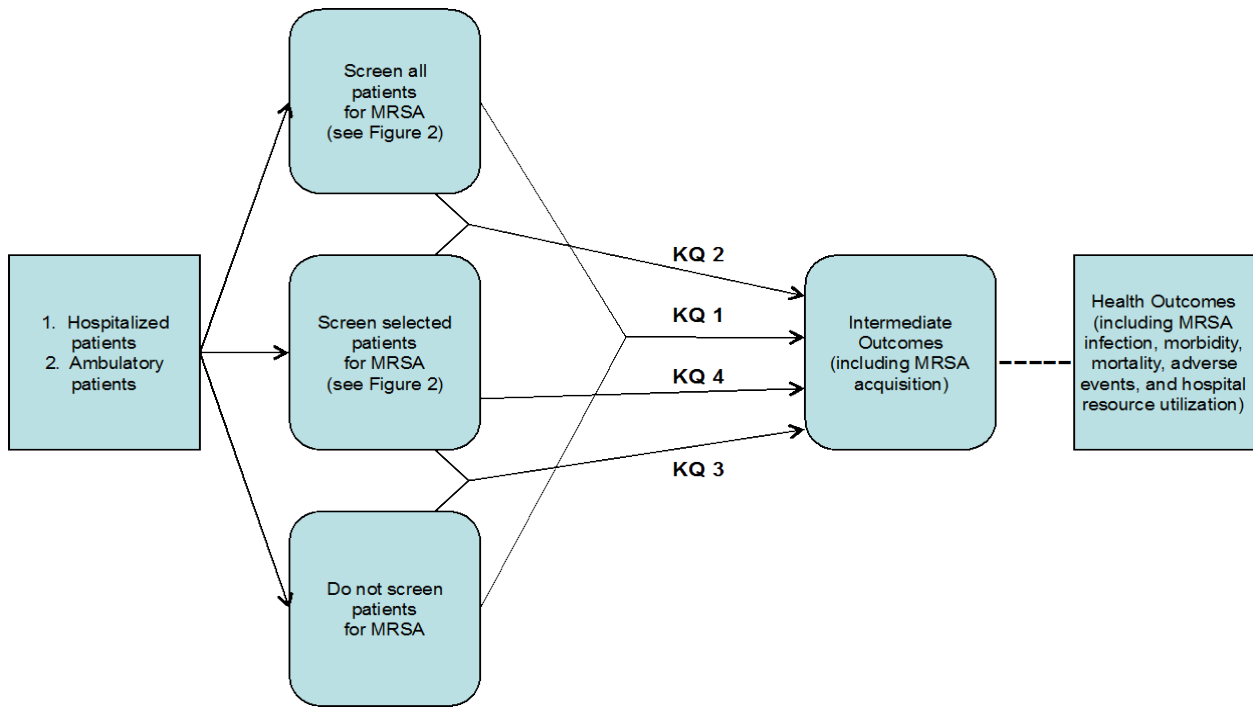 Screen all
patients
for MRSA
(see Figure 2)
KQ 2
1. Hospitalized
patients
2. Ambulatory
patients
Screen selected
patients
for MRSA
(see Figure 2)
KQ 1
KQ 4
KQ 3
Intermediate
Outcomes
(including MRSA
acquisition)
Health Outcomes
(including MRSA
infection, morbidity,
mortality, adverse
events, and hospital
resource utilization)
Do not screen
patients
for MRSA